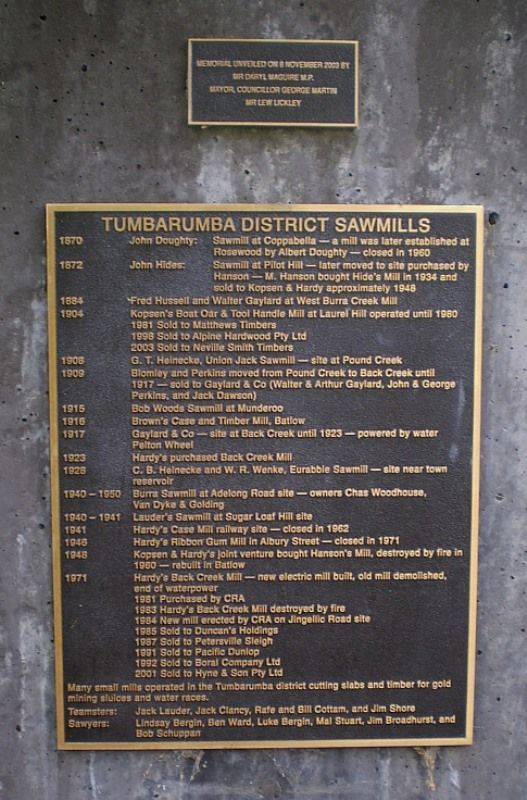 MEMORIAL UNVEILED ON 8 NOVEMBER 2003 BY
MR DARYL MAGUIRE M.P.
MAYOR, COUNCILLOR GEORGE MARTIN
MR LEW LICKLEY
TUMBARUMBA DISTRICT SAWMILLS
1870 John Doughty: Sawmill at Coppabella — a mill was later established at
Rosewood by Albert Doughty — closed in 1960
1872 John Hides: Sawmill at Pilot Hill — later moved to site purchased by
Hanson — M. Hanson bought Hide's Mill in 1934 and
sold to Kopsen & Hardy approximately 1948
1884 Fred Hussell and Walter Gaylard at West Burra Creek Mill
1904 Kopsen's Boat Oar & Tool Handle Mill at Laurel Hill operated until 1980
1981 Sold to Matthews Timbers
1998 Sold to Alpine Hardwood Pty Ltd
2003 Sold to Neville Smith Timbers
1908 G. T. Heinecke, Union Jack Sawmill — site at Pound Creek
1909 Blomley and Perkins moved from Pound Creek to Back Creek until
1917 — sold to Gaylard & Co (Walter & Arthur Gaylard, John & George
Perkins, and Jack Dawson)
1915 Bob Woods Sawmill at Munderoo
1916 Brown's Case and Timber Mill, Batlow
1917 Gaylard & Co — site at Back Creek until 1923 — powered by water
Pelton Wheel
1923 Hardy's purchased Back Creek Mill
1928 C. B. Heinecke and W. R. Wenke, Eurabbie Sawmill — site near town
reservoir
1940 – 1950 Burra Sawmill at Adelong Road site — owners Chas Woodhouse,
Van Dyke & Golding
1940 – 1941 Lauder's Sawmill at Sugar Loaf Hill site
1941 Hardy's Case Mill railway site — closed in 1962
1946 Hardy's Ribbon Gum Mill in Albury Street — closed in 1971
1948 Kopsen & Hardy's joint venture bought Hanson's Mill, destroyed by fire in
1960 — rebuilt in Batlow
1971 Hardy's Back Creek Mill — new electric mill built, old mill demolished,
end of waterpower
1981 Purchased by CRA
1983 Hardy's Back Creek Mill destroyed by fire
1984 New mill erected by CRA on Jingellic Road site
1985 Sold to Duncan's Holdings
1987 Sold to Petersville Sleigh
1991 Sold to Pacific Dunlop
1992 Sold to Boral Company Ltd
2001 Sold to Hyne & Son Pty Ltd
Many small mills operated in the Tumbarumba district cutting slabs and timber for gold
mining sluices and water races.
Teamsters: Jack Lauder, Jack Clancy, Rafe and Bill Cottam, and Jim Shore
Sawyers: Lindsay Bergin, Ben Ward, Luke Bergin, Mal Stuart, Jim Broadhurst, and
Bob Schuppan